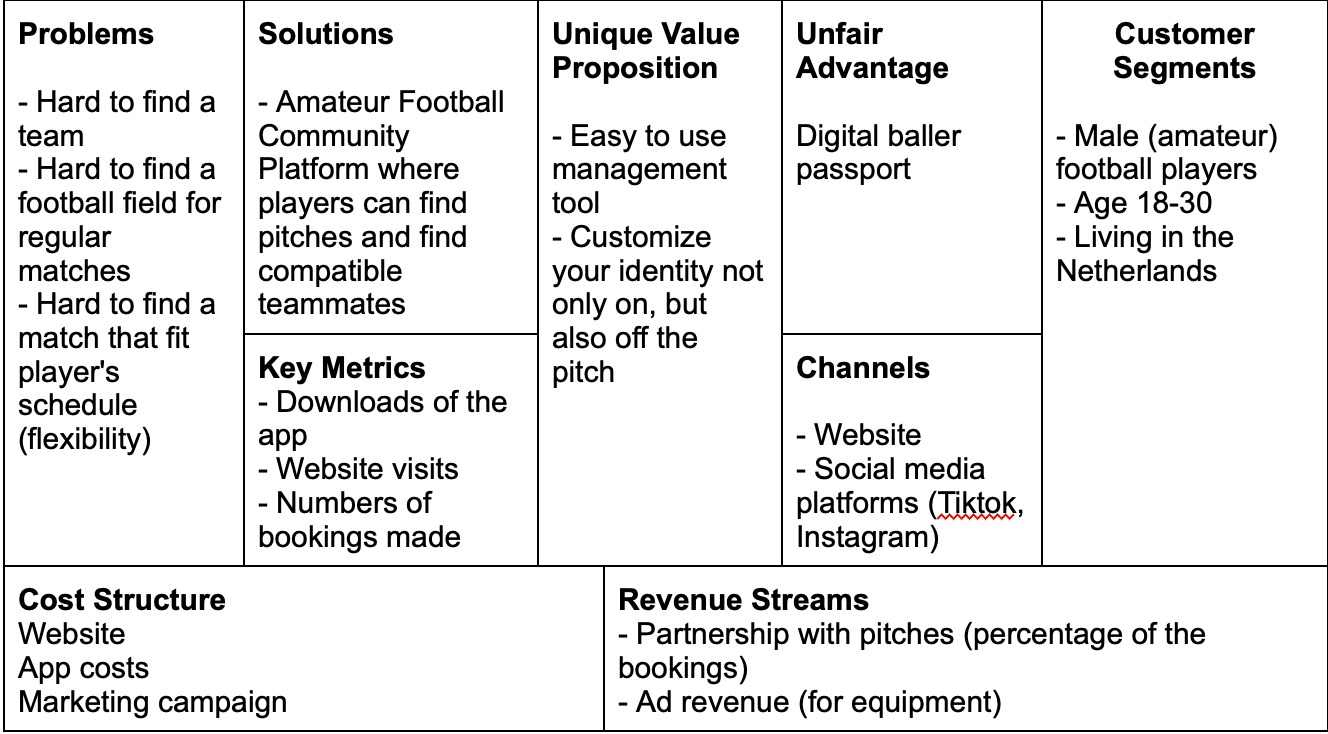 Problems
- Hard to find a
team
- Hard to find a
football field for
regular
matches
- Hard to find a
match that fit
player's
schedule
(flexibility)
Solutions
- Amateur Football
Community
Platform where
players can find
pitches and find
compatible
teammates
Key Metrics
- Downloads of the
app
- Website visits
- Numbers of
bookings made
Unique Value
Proposition
- Easy to use
management
tool
- Customize
your identity not
only on, but
also off the
pitch
Unfair
Advantage
Digital baller
passport
Channels
- Website
- Social media
platforms (Tiktok,
Instagram)
Customer
Segments
- Male (amateur)
football players
- Age 18-30
- Living in the
Netherlands
Cost Structure
Website
App costs
Marketing campaign
Revenue Streams
- Partnership with pitches (percentage of the
bookings)
- Ad revenue (for equipment)